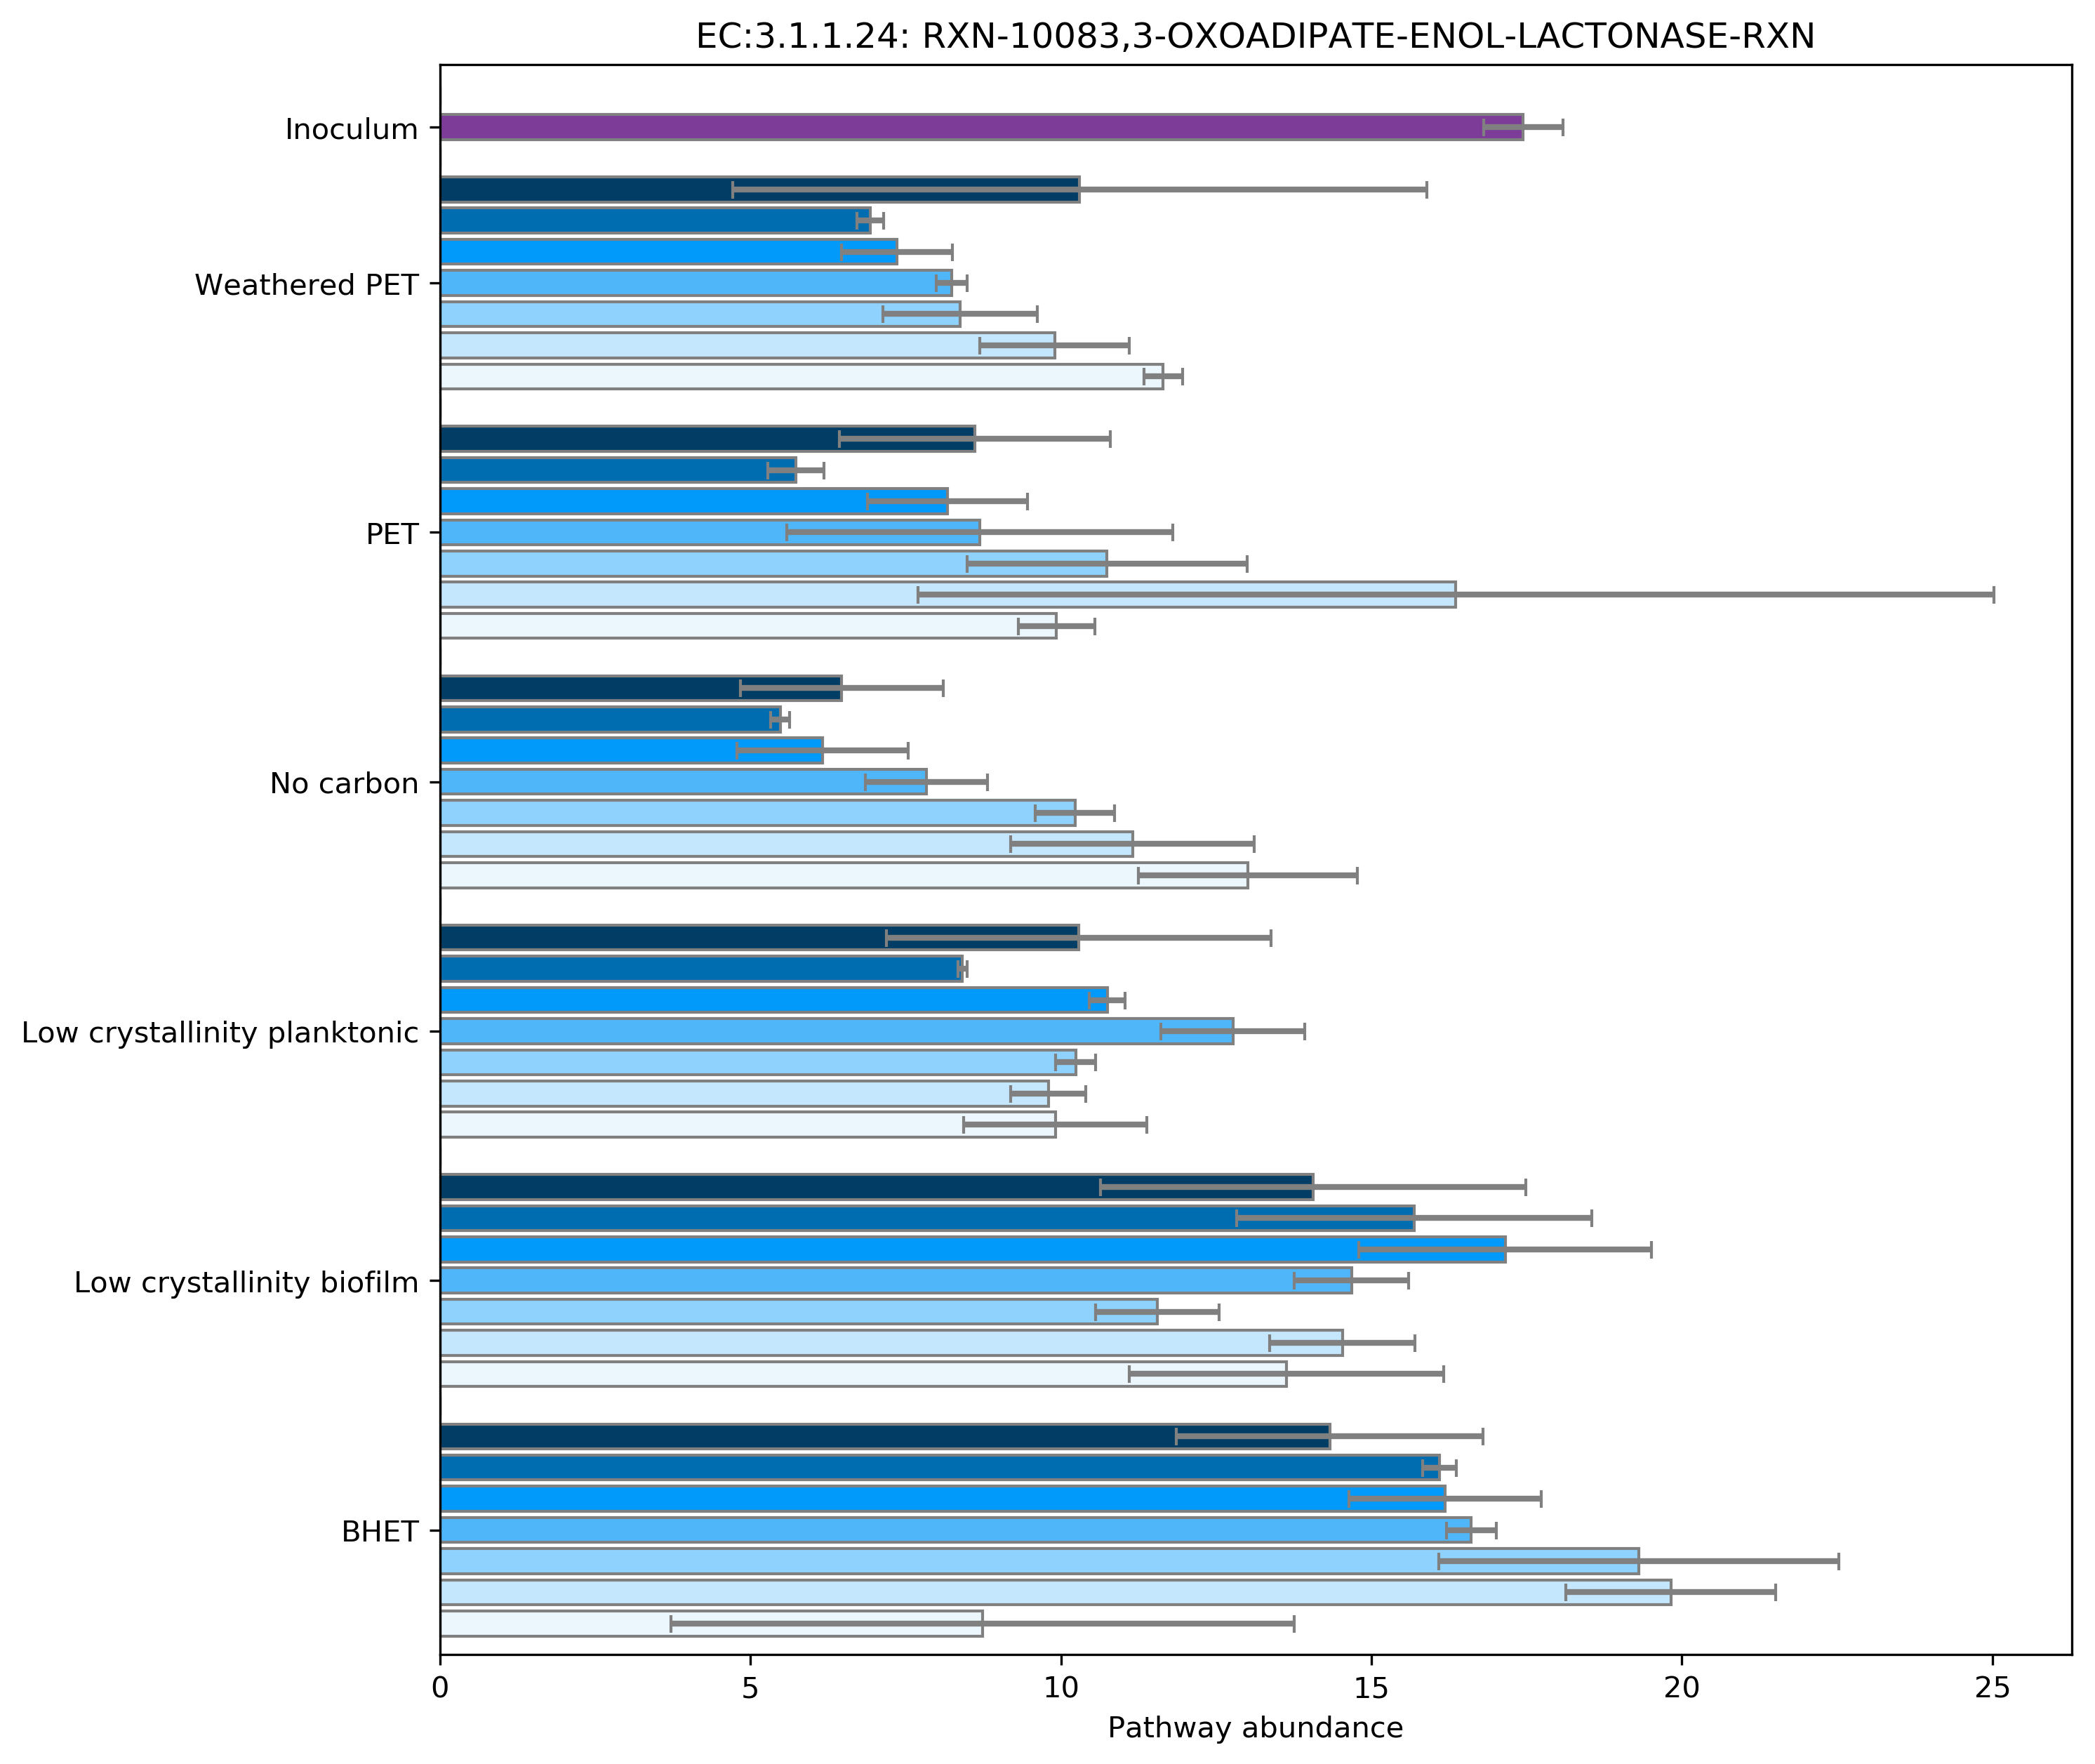 EC:3.1.1.24: RXN-10083,3-OXOADIPATE-ENOL-LACTONASE-RXN
Inoculum
Weathered PET
PET
No carbon
Low crystallinity planktonic
Low crystallinity biofilm
BHET
0 5 10 15 20 25
Pathway abundance